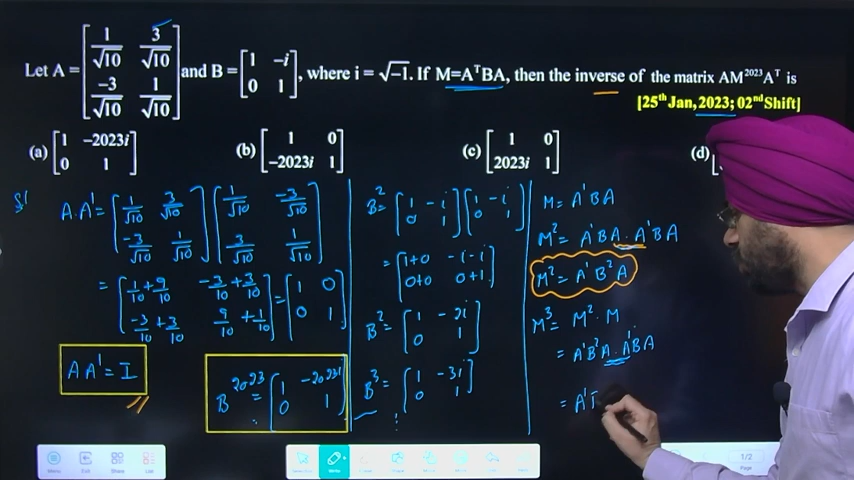 Let A = [1/√10 3/√10 -3/√10 1/√10] and B = [1 -i 0 1], where i = √-1. If M=AᵀBA, then the inverse of the matrix AM²⁰²³Aᵀ is
[25th Jan, 2023; 02nd Shift]
(a) [1 -2023i 0 1] (b) [1 0 -2023i 1] (c) [1 0 2023i 1] (d)
A.A' = [1/√10 3/√10 -3/√10 1/√10] [1/√10 -3/√10 3/√10 1/√10]
= [1/10+9/10 -3/10+3/10 -3/10+3/10 9/10+1/10] = [1 0 0 1]
AA' = I
B²⁰²³ = [1 -2023i 0 1]
B² = [1 -i 0 1] [1 -i 0 1]
= [1+0 -i-i 0+0 0+1]
B² = [1 -2i 0 1]
B³ = [1 -3i 0 1]
M = A'BA
M² = A'BA.A'BA
M² = A'B²A
M³ = M².M
= A'B²A.A'BA
= A'
Menu
Exit
Share
1/2
Page